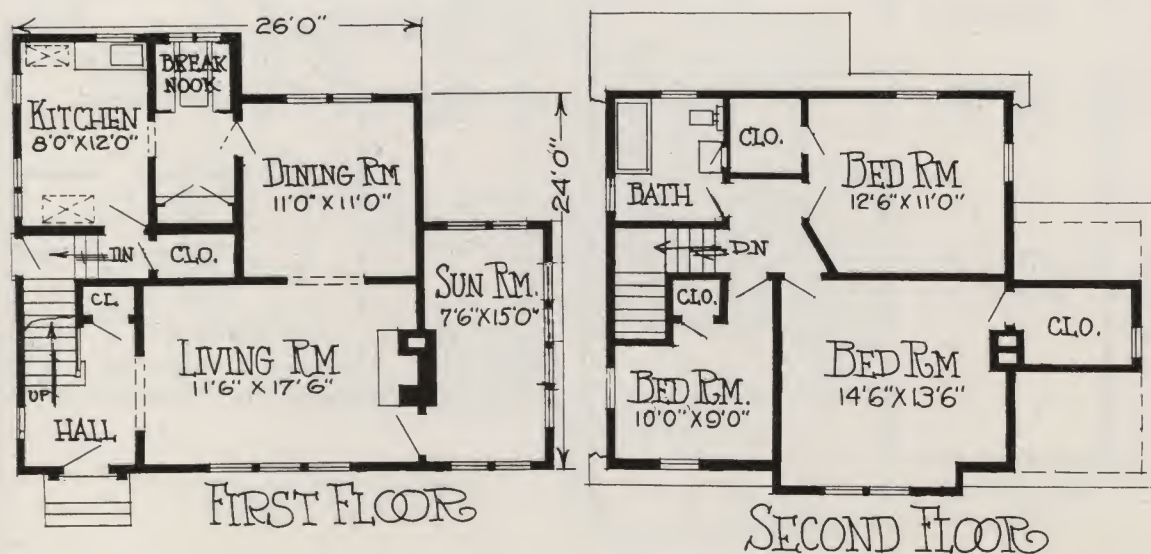 26'0"
BREAK
NOOK
KITCHEN
8'0"X12'0"
DINING RM
11'0" X 11'0"
24'0"
DN
CLO.
SUN RM.
7'6"X15'0"
CL.
LIVING RM
11'6" X 17'6"
UP
HALL
FIRST FLOOR
CLO.
BED RM
12'6"X11'0"
BATH
DN
CLO.
CLO.
BED RM
14'6"X13'6"
BED RM.
10'0"X9'0"
SECOND FLOOR